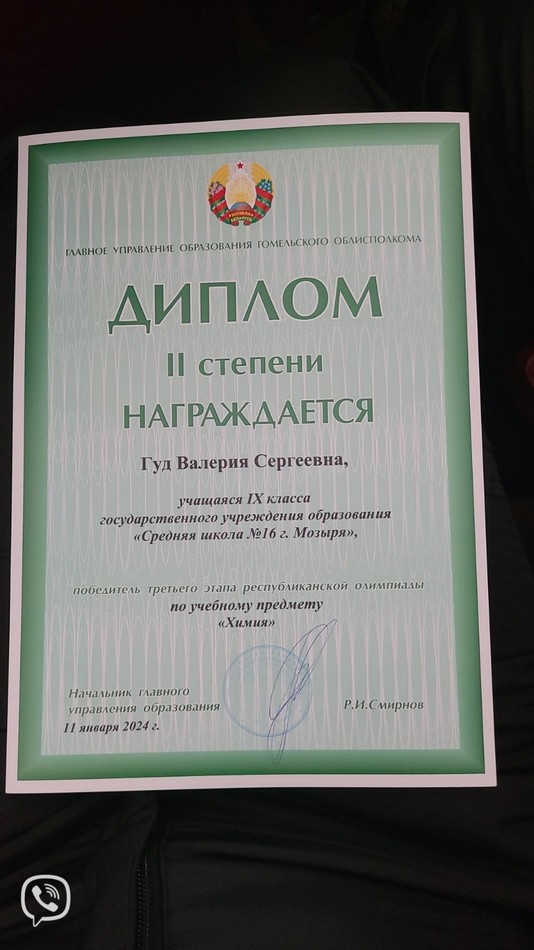 РЕСПУБЛИКА
БЕЛАРУСЬ
ГЛАВНОЕ УПРАВЛЕНИЕ ОБРАЗОВАНИЯ ГОМЕЛЬСКОГО ОБЛИСПОЛКОМА
ДИПЛОМ
II степени
НАГРАЖДАЕТСЯ
Гуд Валерия Сергеевна,
учащаяся IX класса
государственного учреждения образования
«Средняя школа №16 г. Мозыря»,
победитель третьего этапа республиканской олимпиады
по учебному предмету
«Химия»
Начальник главного
управления образования
Р.И.Смирнов
11 января 2024 г.